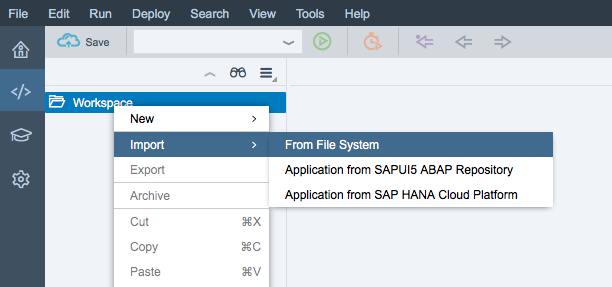 File Edit Run Deploy Search View Tools Help
Save
Workspace
New
Import From File System
Export Application from SAPUI5 ABAP Repository
Archive Application from SAP HANA Cloud Platform
Cut ⌘X
Copy ⌘C
Paste ⌘V